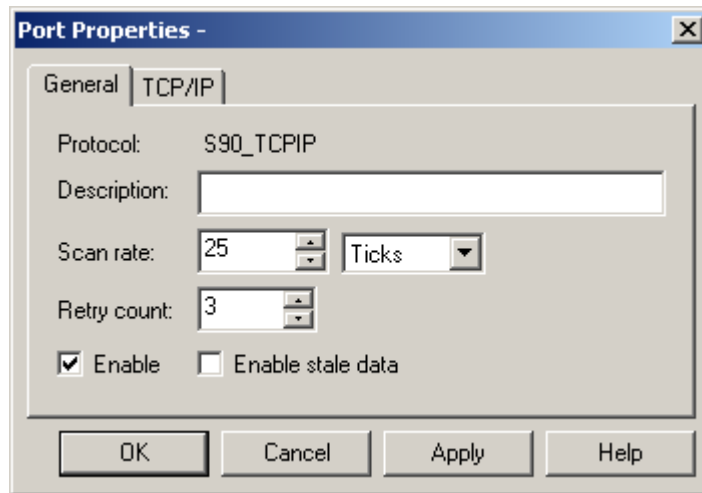 Port Properties -
General TCP/IP
Protocol: S90_TCPIP
Description:
Scan rate: 25 Ticks
Retry count: 3
Enable Enable stale data
OK Cancel Apply Help